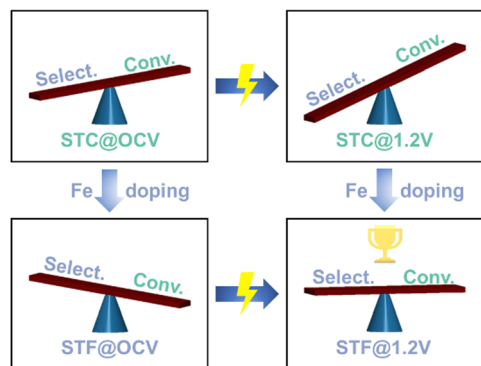 Select. Conv.
STC@OCV
Select. Conv.
STC@1.2V
Fe doping
Fe doping
Select. Conv.
STF@OCV
Select. Conv.
STF@1.2V